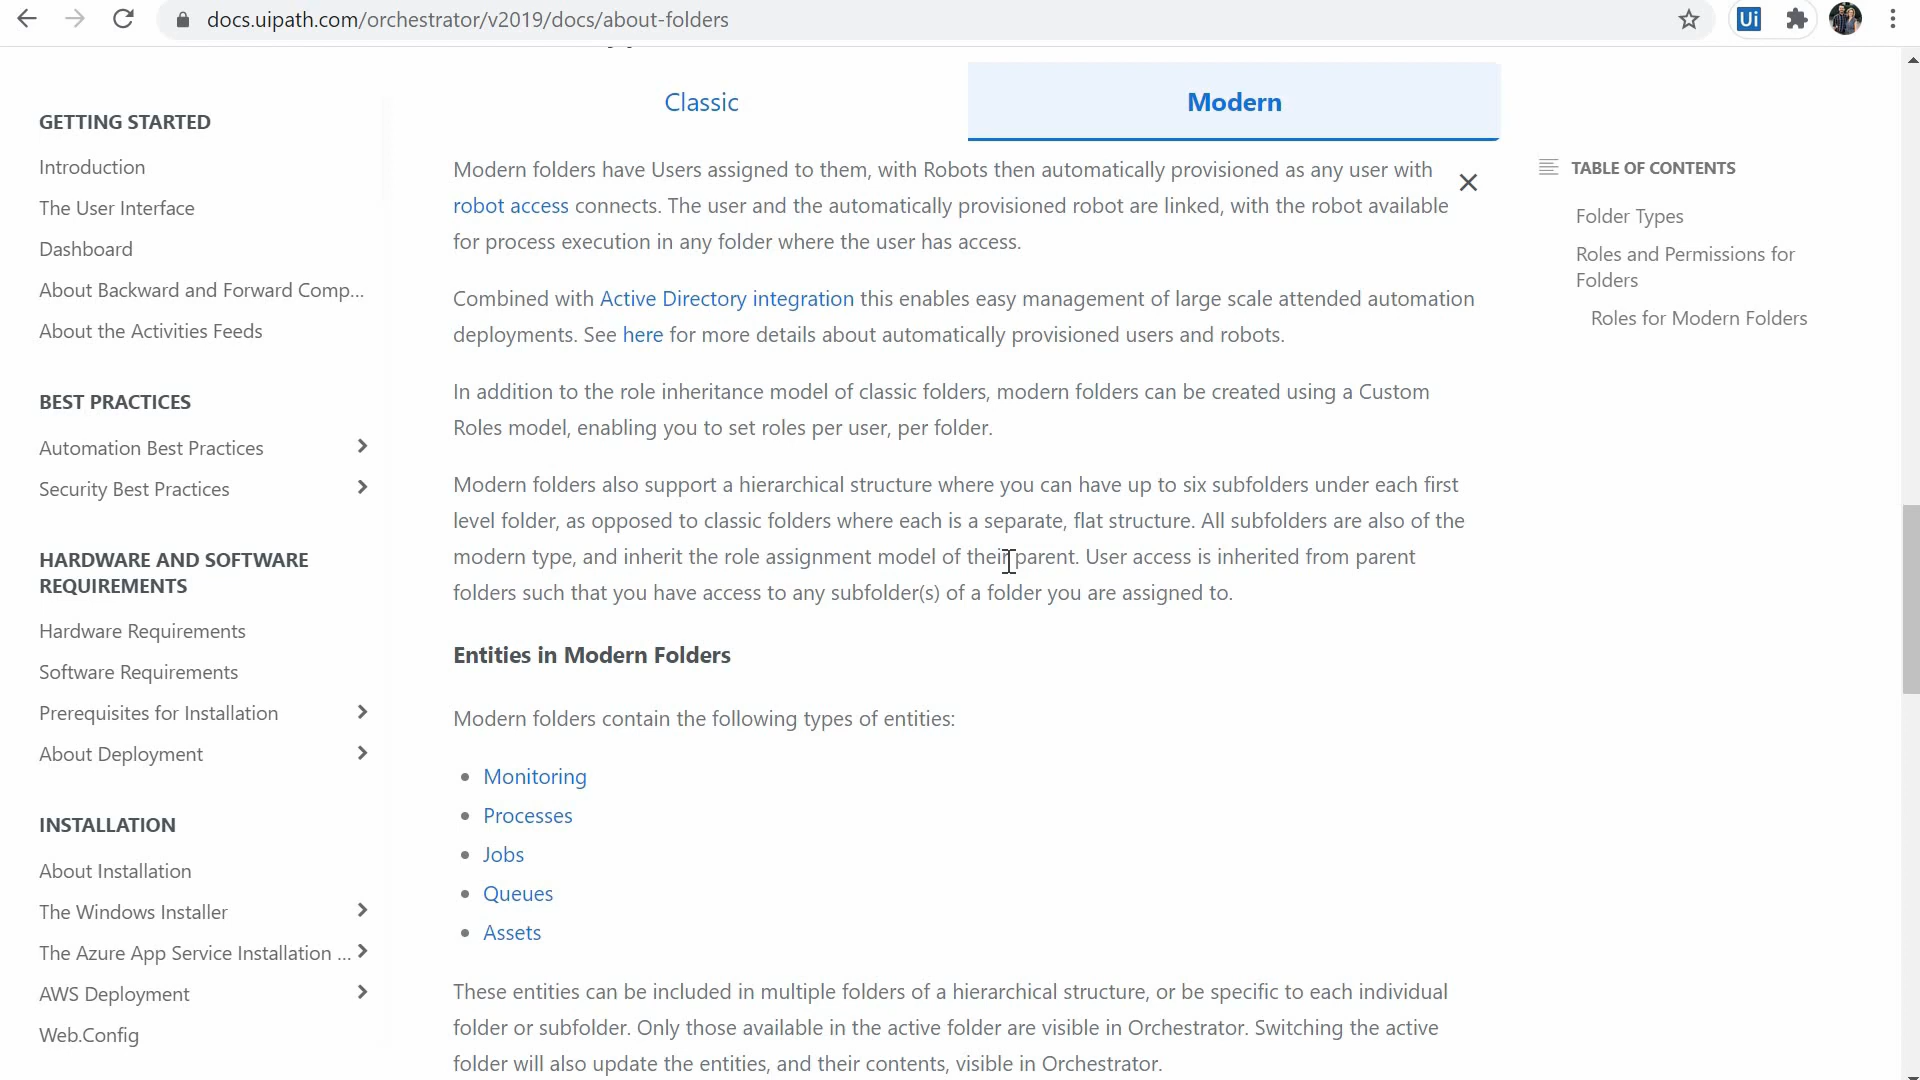 docs.uipath.com/orchestrator/v2019/docs/about-folders
Ui
GETTING STARTED
Introduction
The User Interface
Dashboard
About Backward and Forward Comp...
About the Activities Feeds
BEST PRACTICES
Automation Best Practices
Security Best Practices
HARDWARE AND SOFTWARE
REQUIREMENTS
Hardware Requirements
Software Requirements
Prerequisites for Installation
About Deployment
INSTALLATION
About Installation
The Windows Installer
The Azure App Service Installation ...
AWS Deployment
Web.Config
Classic
Modern
Modern folders have Users assigned to them, with Robots then automatically provisioned as any user with
robot access connects. The user and the automatically provisioned robot are linked, with the robot available
for process execution in any folder where the user has access.
Combined with Active Directory integration this enables easy management of large scale attended automation
deployments. See here for more details about automatically provisioned users and robots.
In addition to the role inheritance model of classic folders, modern folders can be created using a Custom
Roles model, enabling you to set roles per user, per folder.
Modern folders also support a hierarchical structure where you can have up to six subfolders under each first
level folder, as opposed to classic folders where each is a separate, flat structure. All subfolders are also of the
modern type, and inherit the role assignment model of their parent. User access is inherited from parent
folders such that you have access to any subfolder(s) of a folder you are assigned to.
Entities in Modern Folders
Modern folders contain the following types of entities:
Monitoring
Processes
Jobs
Queues
Assets
These entities can be included in multiple folders of a hierarchical structure, or be specific to each individual
folder or subfolder. Only those available in the active folder are visible in Orchestrator. Switching the active
folder will also update the entities, and their contents, visible in Orchestrator.
TABLE OF CONTENTS
Folder Types
Roles and Permissions for
Folders
Roles for Modern Folders